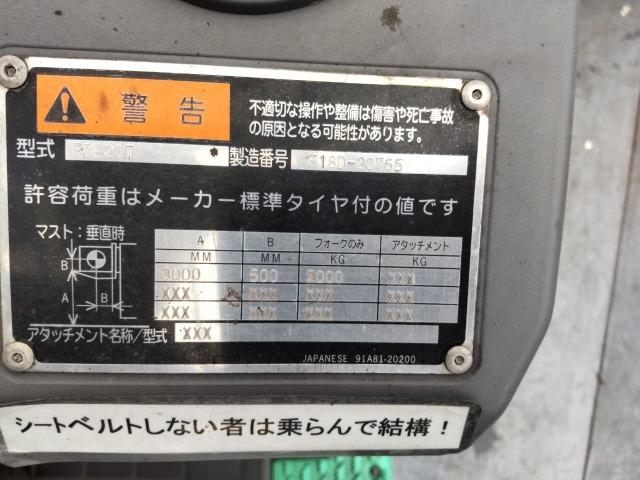 警告
不適切な操作や整備は傷害や死亡事故
の原因となる可能性があります。
型式 製造番号 F18D-20765
許容荷重はメーカー標準タイヤ付の値です
マスト:垂直時
A B フォークのみ アタッチメント
MM MM KG KG
3000 500 2000 XXX
XXX XXX XXX XXX
XXX XXX XXX XXX
B
A B
アタッチメント名称/型式 XXX
JAPANESE 91A81-20200
シートベルトしない者は乗らんで結構!